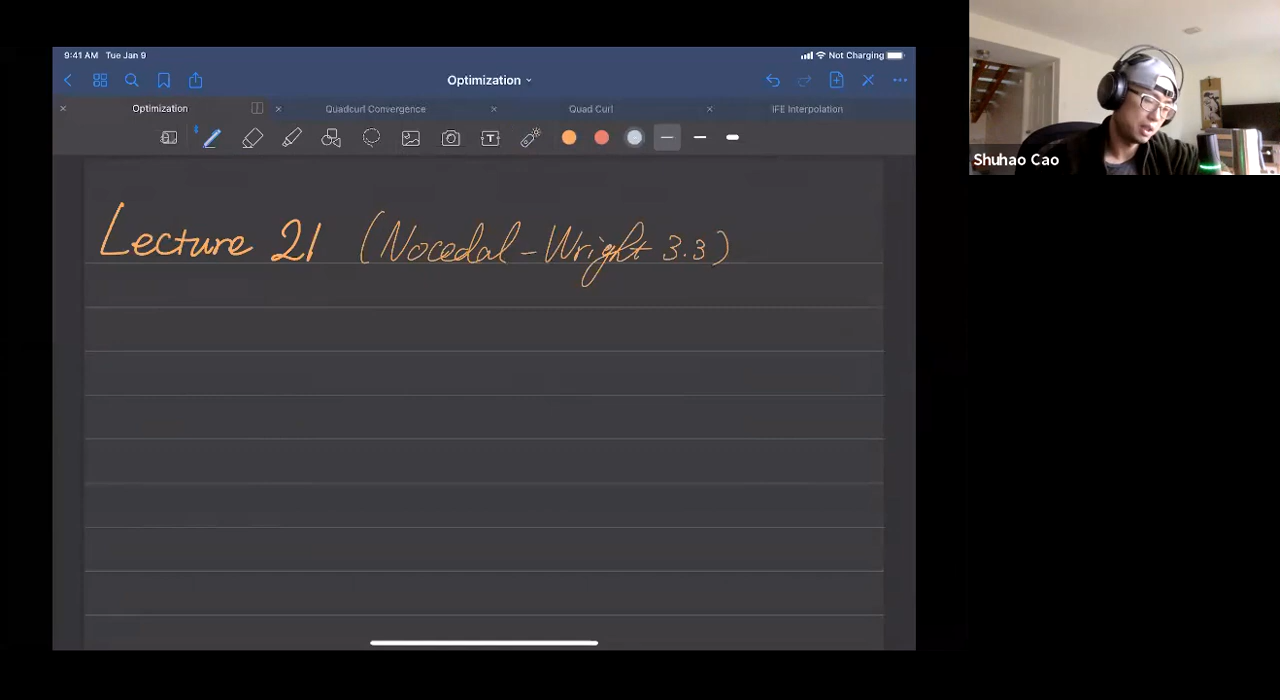 9:41 AM Tue Jan 9
Not Charging
Optimization
Optimization
Quadcurl Convergence
Quad Curl
IFE Interpolation
T
Lecture 21 (Nocedal-Wright 3.3)
Shuhao Cao